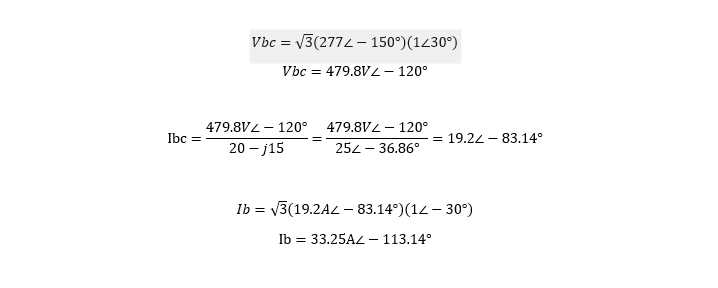 Vbc = √3(277∠ − 150°)(1∠30°)
Vbc = 479.8V∠ − 120°
Ibc = \frac{479.8V∠ − 120°}{20 − j15} = \frac{479.8V∠ − 120°}{25∠ − 36.86°} = 19.2∠ − 83.14°
Ib = √3(19.2A∠ − 83.14°)(1∠ − 30°)
Ib = 33.25A∠ − 113.14°